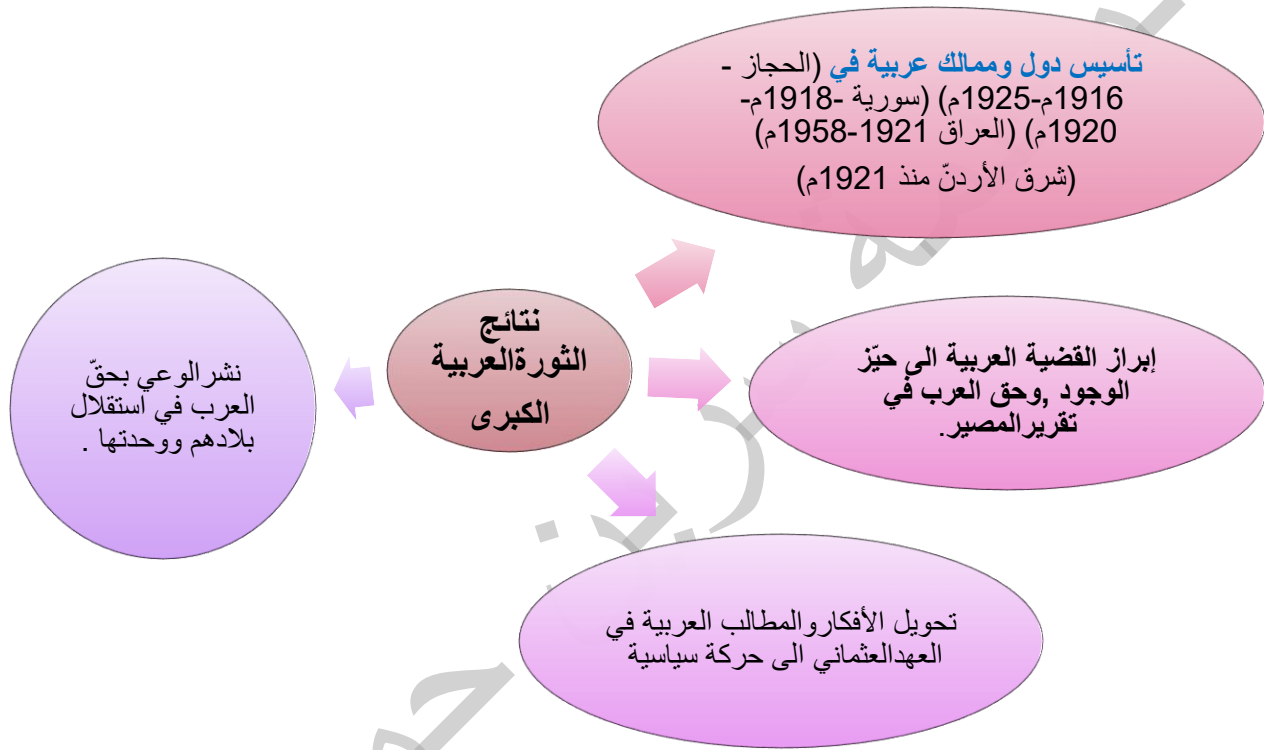 تأسيس دول وممالك عربية في (الحجاز -
1916م-1925م) (سورية -1918م-
1920م) (العراق 1921-1958م)
(شرق الأردنّ منذ 1921م)
نتائج
الثورةالعربية
الكبرى
إبراز القضية العربية الى حيّز
الوجود ,وحق العرب في
تقريرالمصير.
نشرالوعي بحقّ
العرب في استقلال
بلادهم ووحدتها .
تحويل الأفكاروالمطالب العربية في
العهدالعثماني الى حركة سياسية